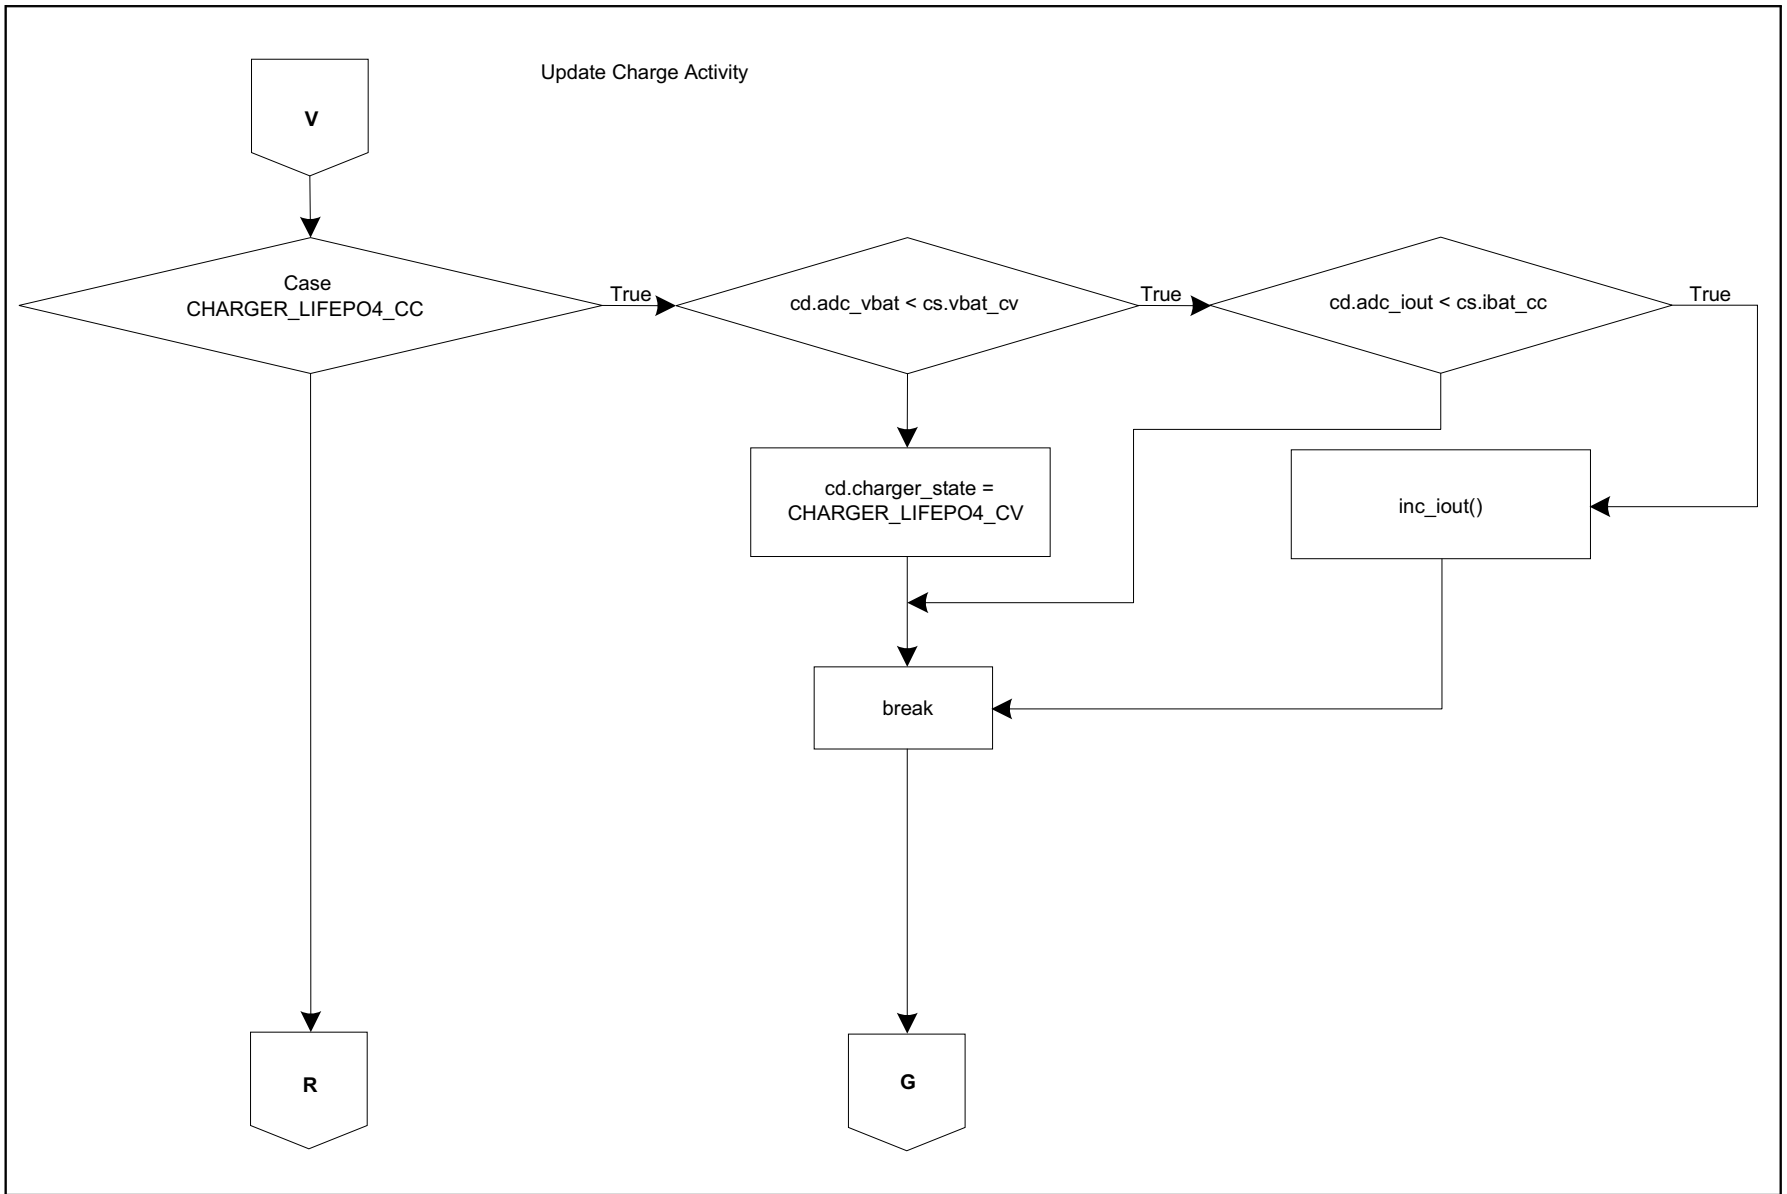 Update Charge Activity
V
Case
CHARGER_LIFEPO4_CC
True
cd.adc_vbat < cs.vbat_cv
True
cd.adc_iout < cs.ibat_cc
True
cd.charger_state =
CHARGER_LIFEPO4_CV
inc_iout()
break
R
G